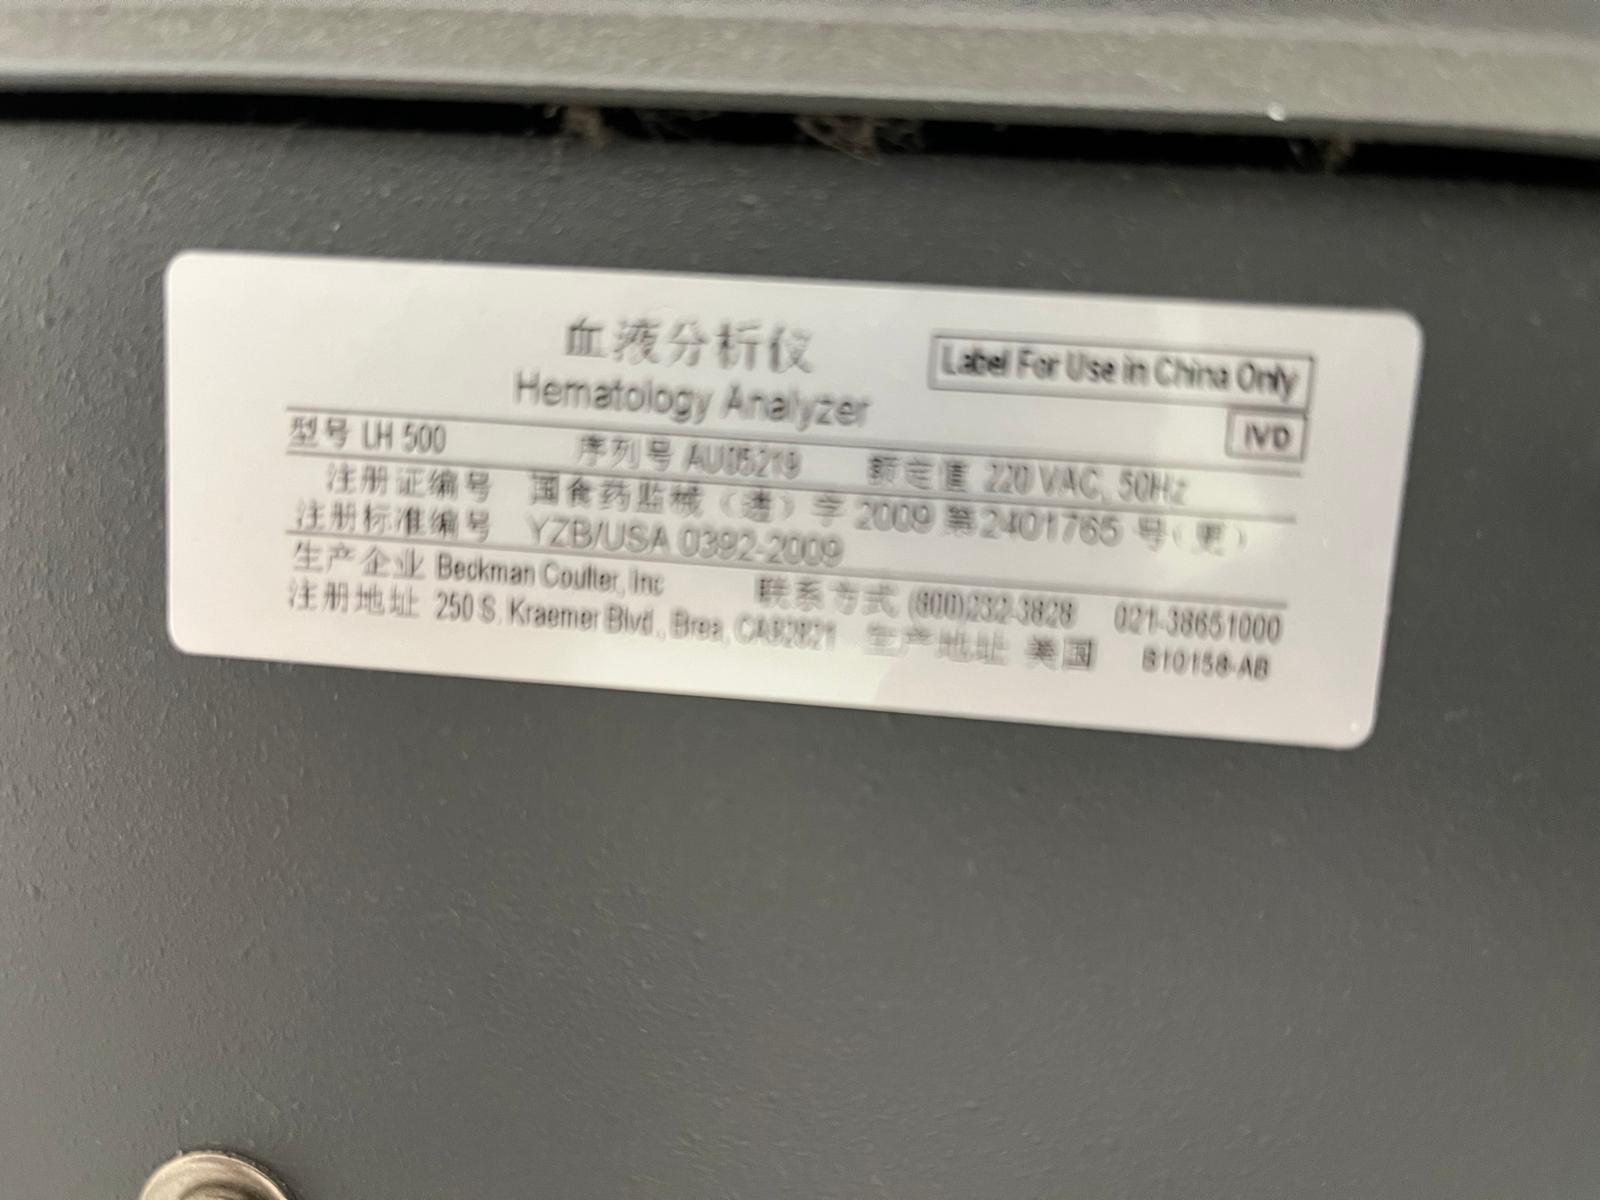 血液分析仪
Hematology Analyzer
Label For Use in China Only
IVD
型号 LH 500 序列号 AU05219 额定值 220 VAC, 50Hz
注册证编号 国食药监械(进)字 2009 第2401765 号(更)
注册标准编号 YZB/USA 0392-2009
生产企业 Beckman Coulter, Inc 联系方式 (800)232-3828 021-38651000
注册地址 250 S. Kraemer Blvd., Brea, CA92821 生产地址 美国 B10158-AB